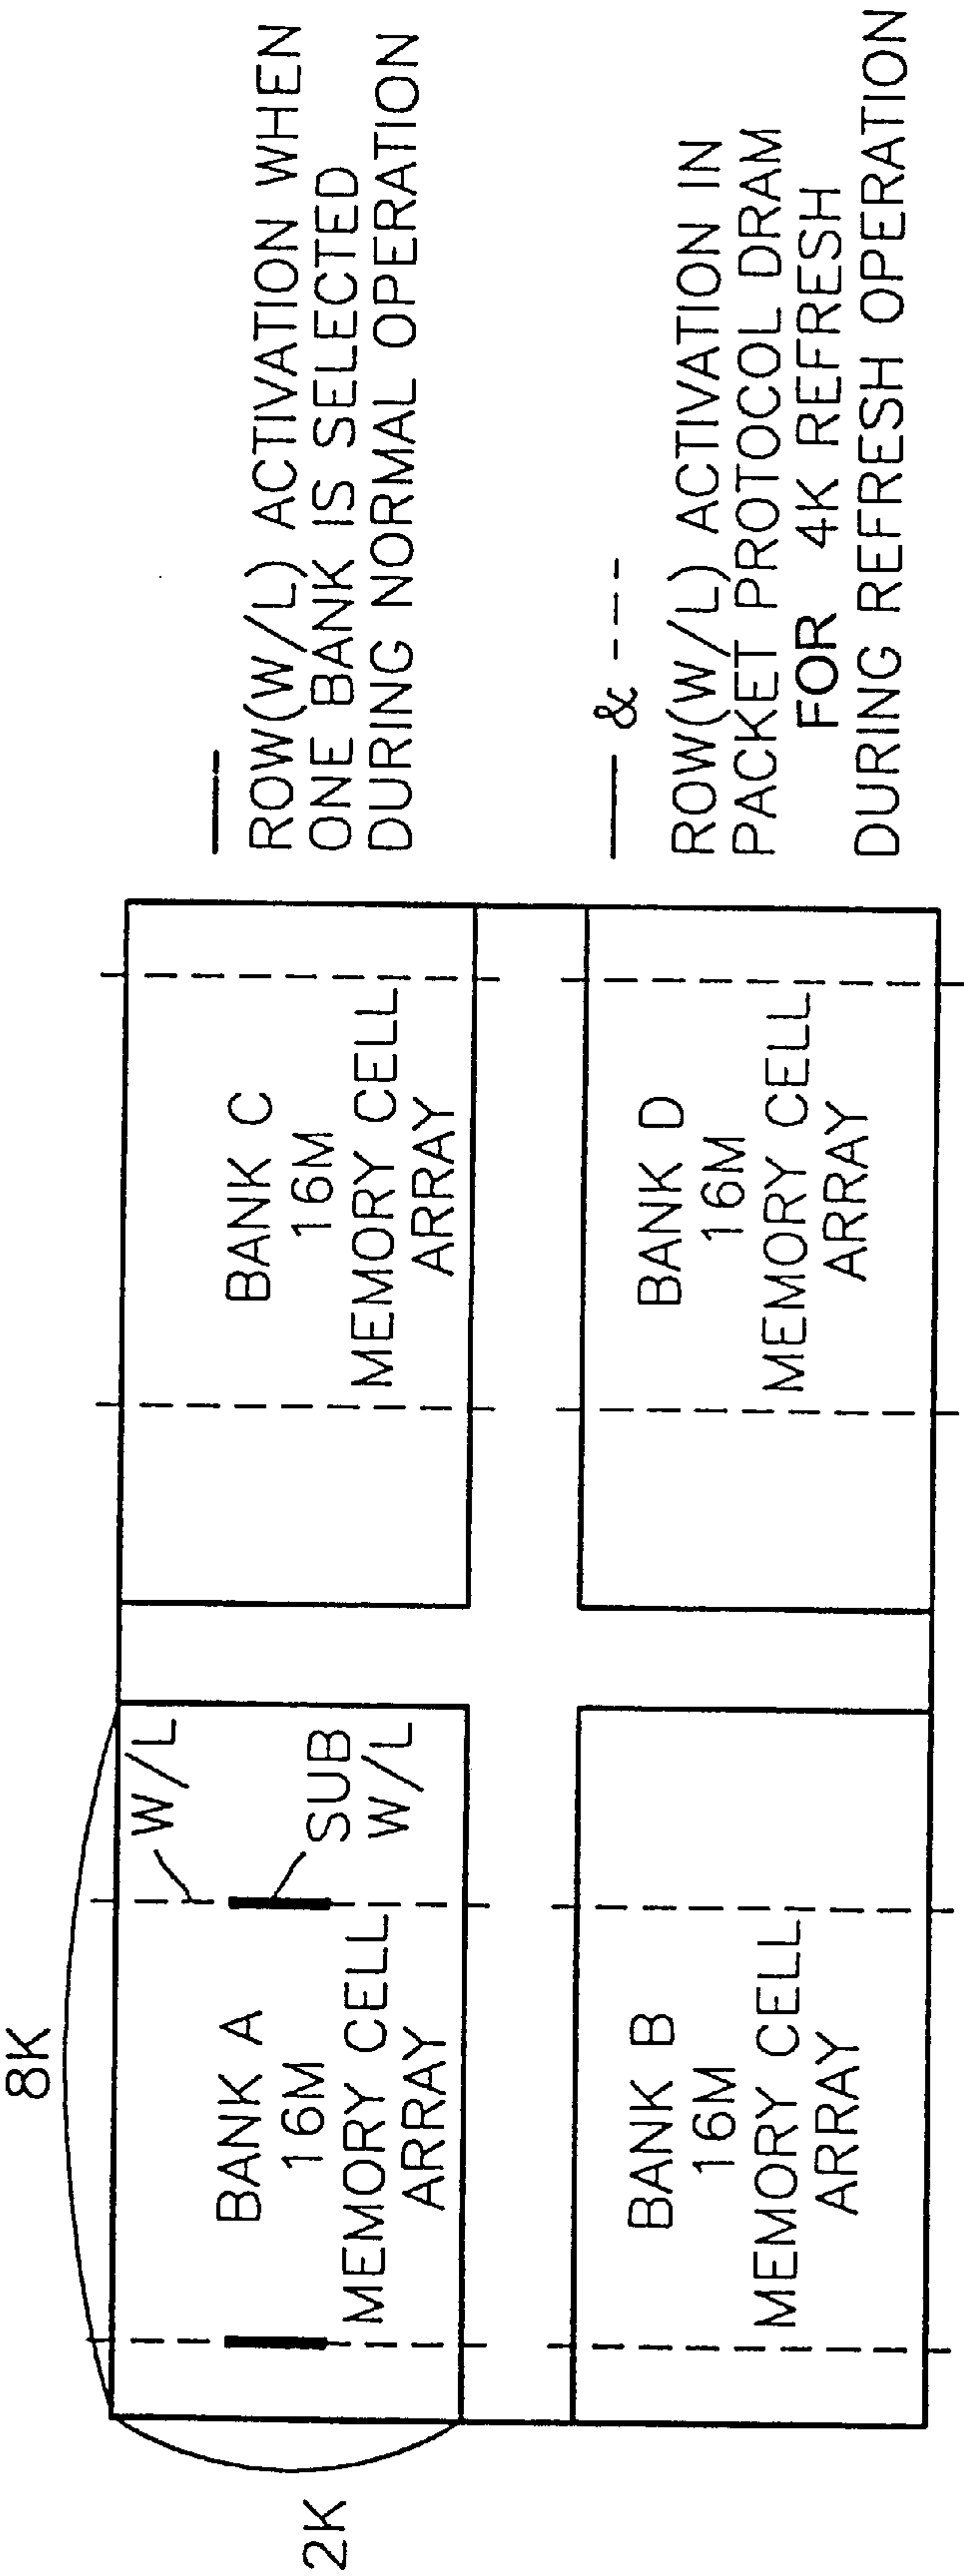 8K
2K
W/L
SUB
W/L
BANK A
16M
MEMORY CELL
ARRAY
BANK C
16M
MEMORY CELL
ARRAY
BANK B
16M
MEMORY CELL
ARRAY
BANK D
16M
MEMORY CELL
ARRAY
ROW(W/L) ACTIVATION WHEN
ONE BANK IS SELECTED
DURING NORMAL OPERATION
&
ROW(W/L) ACTIVATION IN
PACKET PROTOCOL DRAM
FOR 4K REFRESH
DURING REFRESH OPERATION